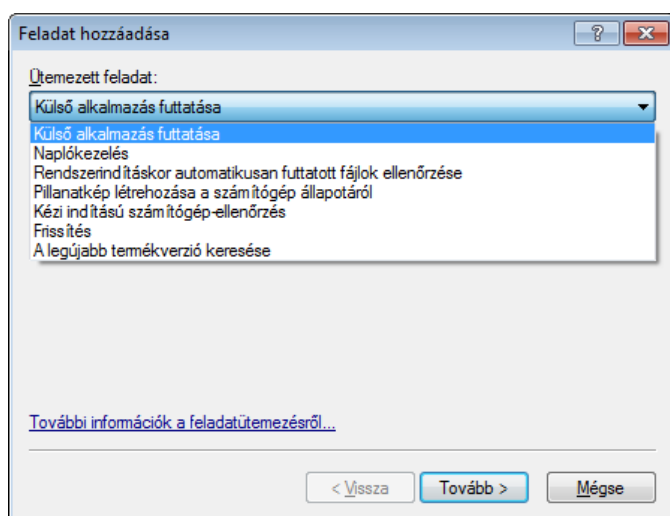 Feladat hozzáadása
Ütemezett feladat:
Külső alkalmazás futtatása
Külső alkalmazás futtatása
Naplókezelés
Rendszerindításkor automatikusan futtatott fájlok ellenőrzése
Pillanatkép létrehozása a számítógép állapotáról
Kézi indítású számítógép-ellenőrzés
Frissítés
A legújabb termékverzió keresése
További információk a feladatütemezésről...
< Vissza Tovább > Mégse